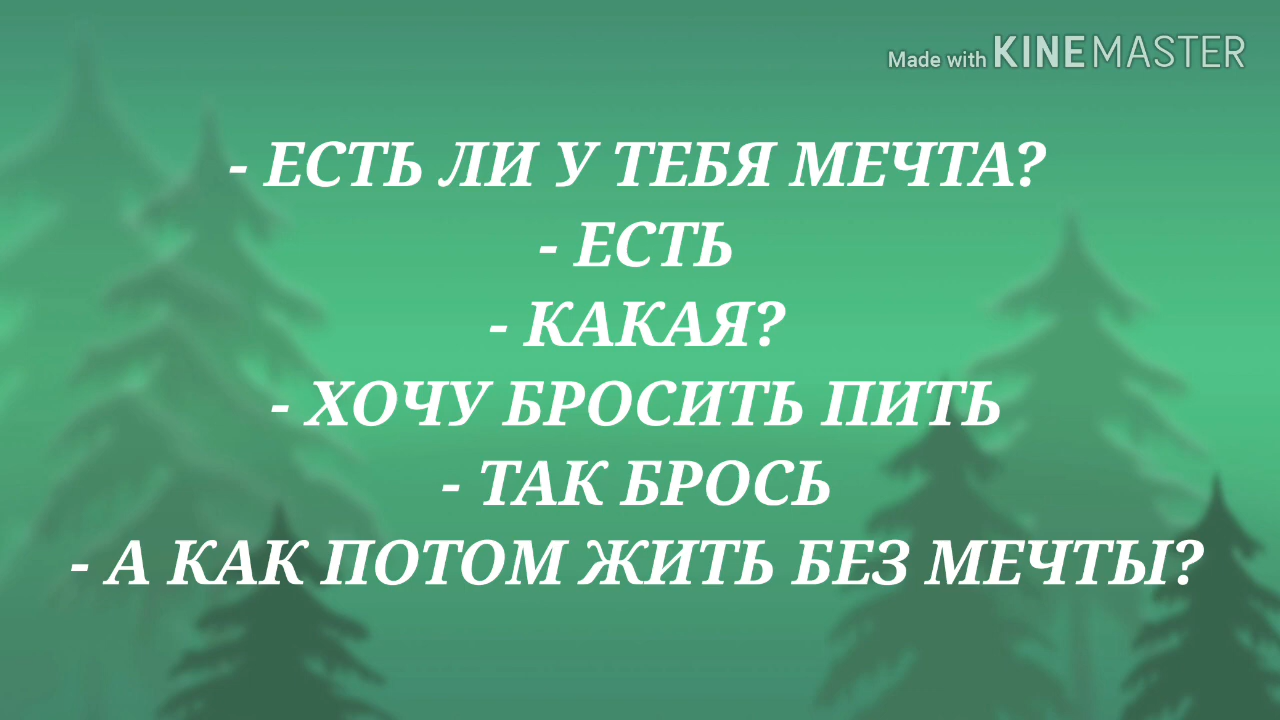 Made with KINEMASTER
- ЕСТЬ ЛИ У ТЕБЯ МЕЧТА?
- ЕСТЬ
- КАКАЯ?
- ХОЧУ БРОСИТЬ ПИТЬ
- ТАК БРОСЬ
- А КАК ПОТОМ ЖИТЬ БЕЗ МЕЧТЫ?